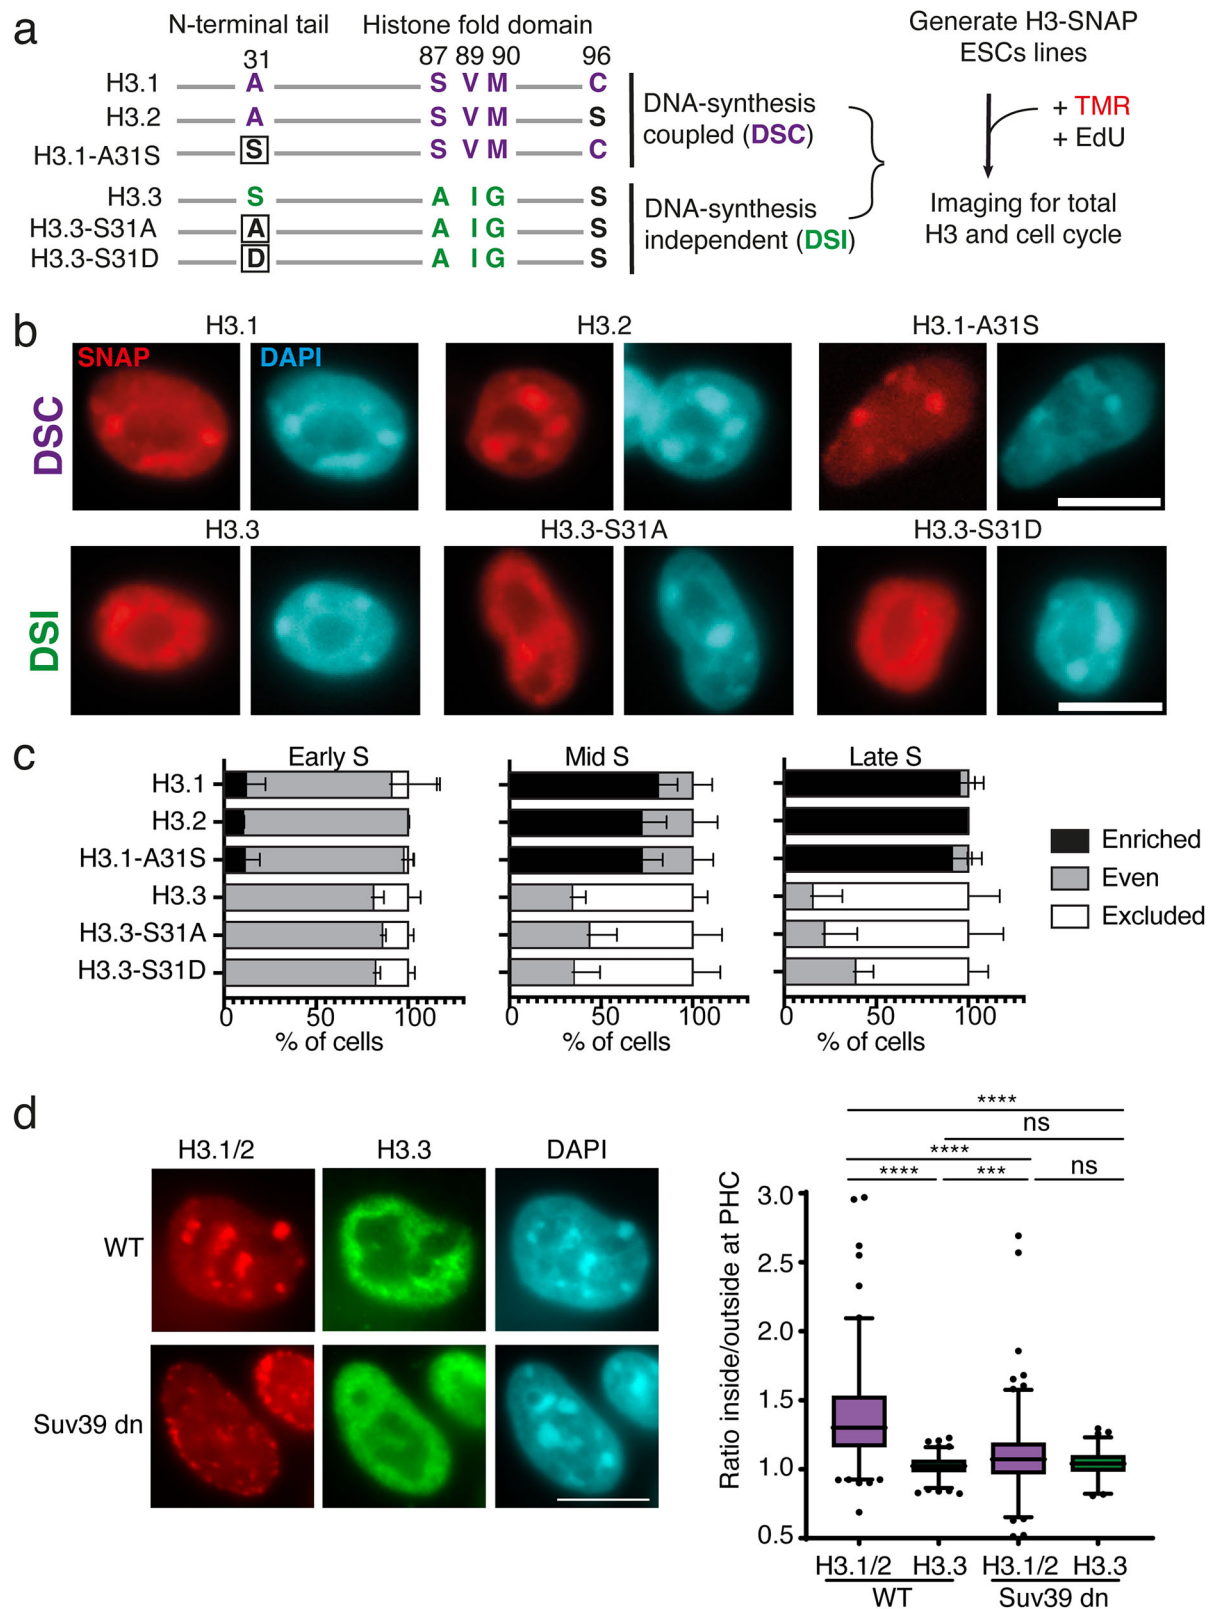 a
N-terminal tail
Histone fold domain
31
87 89 90
96
H3.1 A S V M C
H3.2 A S V M S
H3.1-A31S S S V M C
H3.3 S A I G S
H3.3-S31A A A I G S
H3.3-S31D D A I G S
DNA-synthesis
coupled (DSC)
DNA-synthesis
independent (DSI)
Generate H3-SNAP
ESCs lines
+ TMR
+ EdU
Imaging for total
H3 and cell cycle
b
H3.1
H3.2
H3.1-A31S
DSC
SNAP
DAPI
H3.3
H3.3-S31A
H3.3-S31D
DSI
c
Early S
Mid S
Late S
H3.1
H3.2
H3.1-A31S
H3.3
H3.3-S31A
H3.3-S31D
0 50 100
% of cells
0 50 100
% of cells
0 50 100
% of cells
Enriched
Even
Excluded
d
H3.1/2
H3.3
DAPI
WT
Suv39 dn
****
ns
****
**** *** ns
Ratio inside/outside at PHC
3.0
2.5
2.0
1.5
1.0
0.5
H3.1/2 H3.3 H3.1/2 H3.3
WT
Suv39 dn